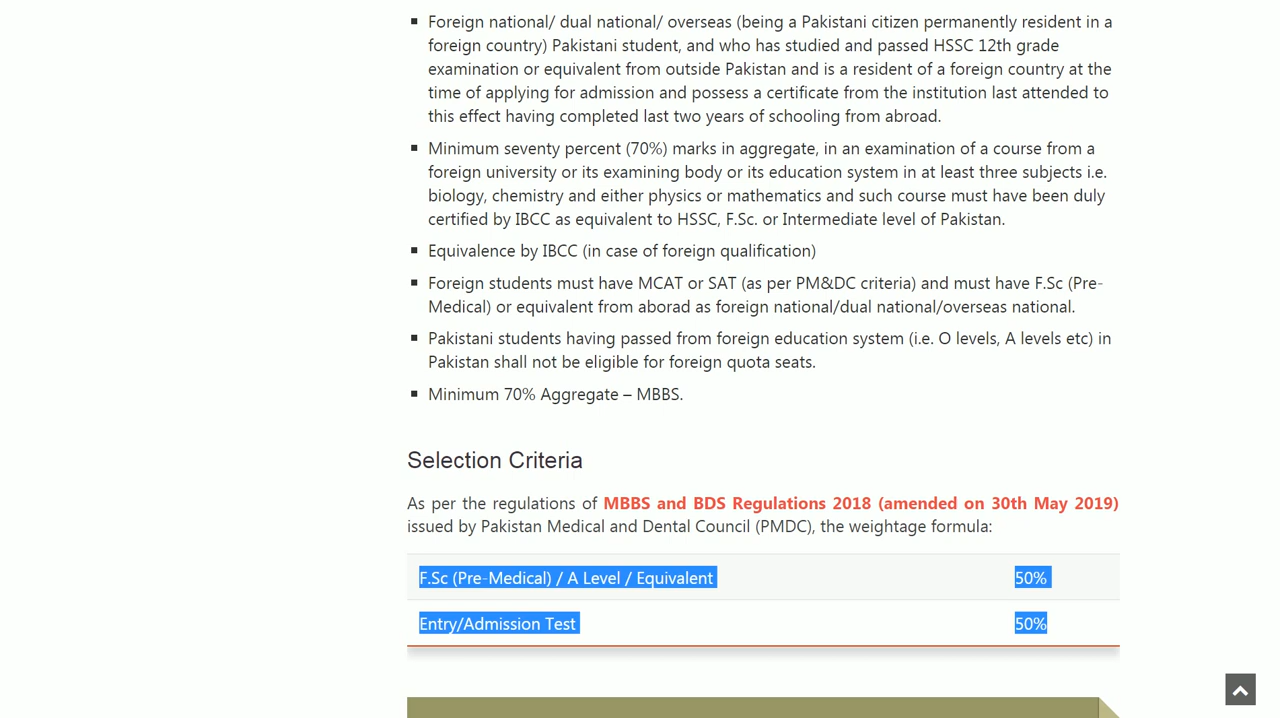 Foreign national/ dual national/ overseas (being a Pakistani citizen permanently resident in a
foreign country) Pakistani student, and who has studied and passed HSSC 12th grade
examination or equivalent from outside Pakistan and is a resident of a foreign country at the
time of applying for admission and possess a certificate from the institution last attended to
this effect having completed last two years of schooling from abroad.
Minimum seventy percent (70%) marks in aggregate, in an examination of a course from a
foreign university or its examining body or its education system in at least three subjects i.e.
biology, chemistry and either physics or mathematics and such course must have been duly
certified by IBCC as equivalent to HSSC, F.Sc. or Intermediate level of Pakistan.
Equivalence by IBCC (in case of foreign qualification)
Foreign students must have MCAT or SAT (as per PM&DC criteria) and must have F.Sc (Pre-
Medical) or equivalent from aborad as foreign national/dual national/overseas national.
Pakistani students having passed from foreign education system (i.e. O levels, A levels etc) in
Pakistan shall not be eligible for foreign quota seats.
Minimum 70% Aggregate – MBBS.
Selection Criteria
As per the regulations of MBBS and BDS Regulations 2018 (amended on 30th May 2019)
issued by Pakistan Medical and Dental Council (PMDC), the weightage formula:
F.Sc (Pre-Medical) / A Level / Equivalent 50%
Entry/Admission Test 50%